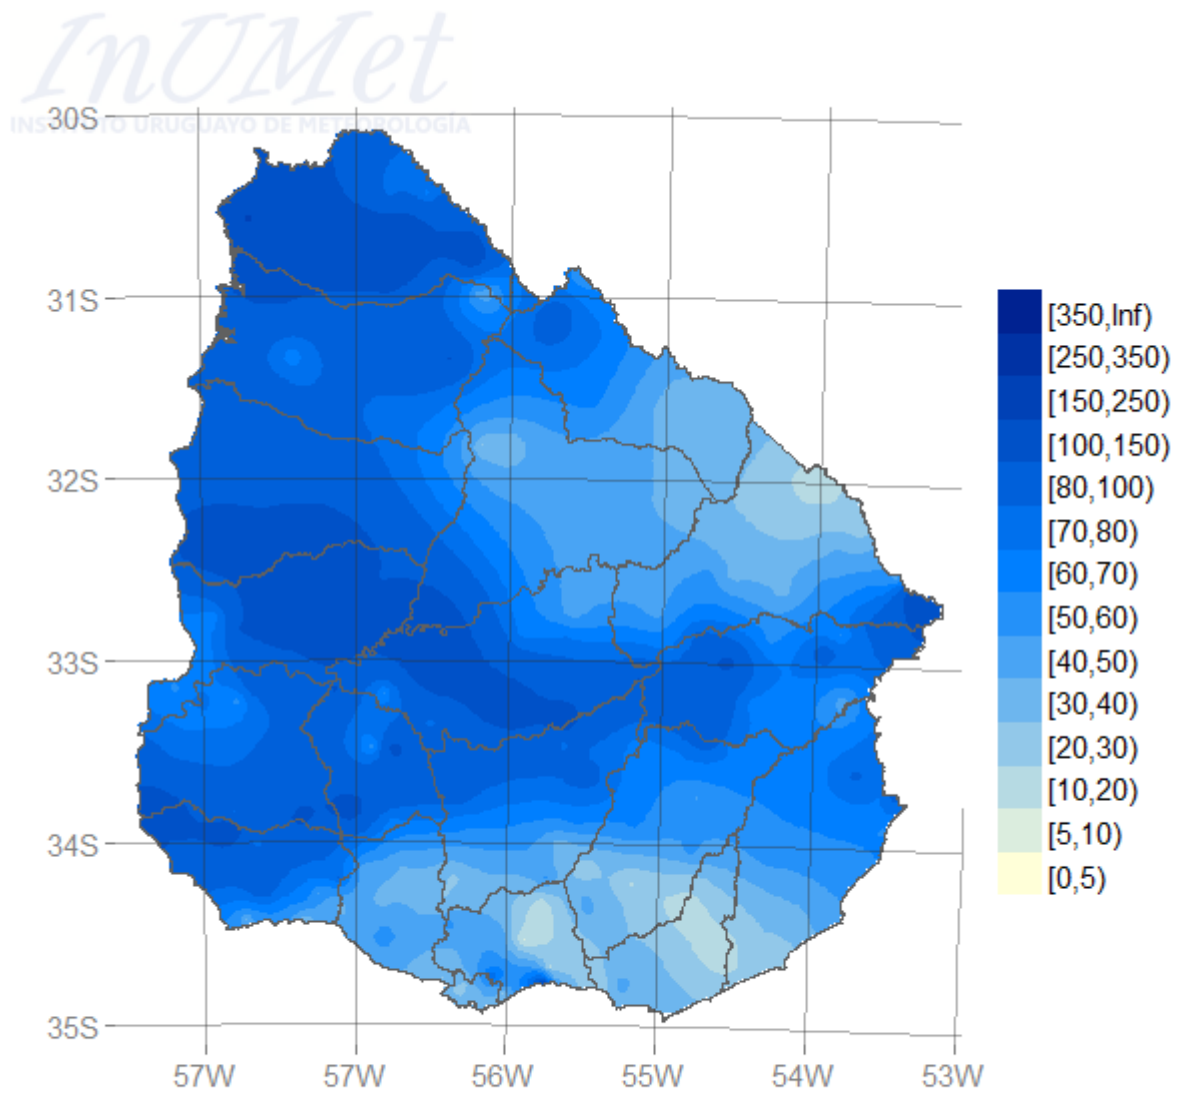 InUMet
INSTITUTO URUGUAYO DE METEOROLOGÍA
30S
31S
32S
33S
34S
35S
57W 57W 56W 55W 54W 53W
[350,Inf)
[250,350)
[150,250)
[100,150)
[80,100)
[70,80)
[60,70)
[50,60)
[40,50)
[30,40)
[20,30)
[10,20)
[5,10)
[0,5)